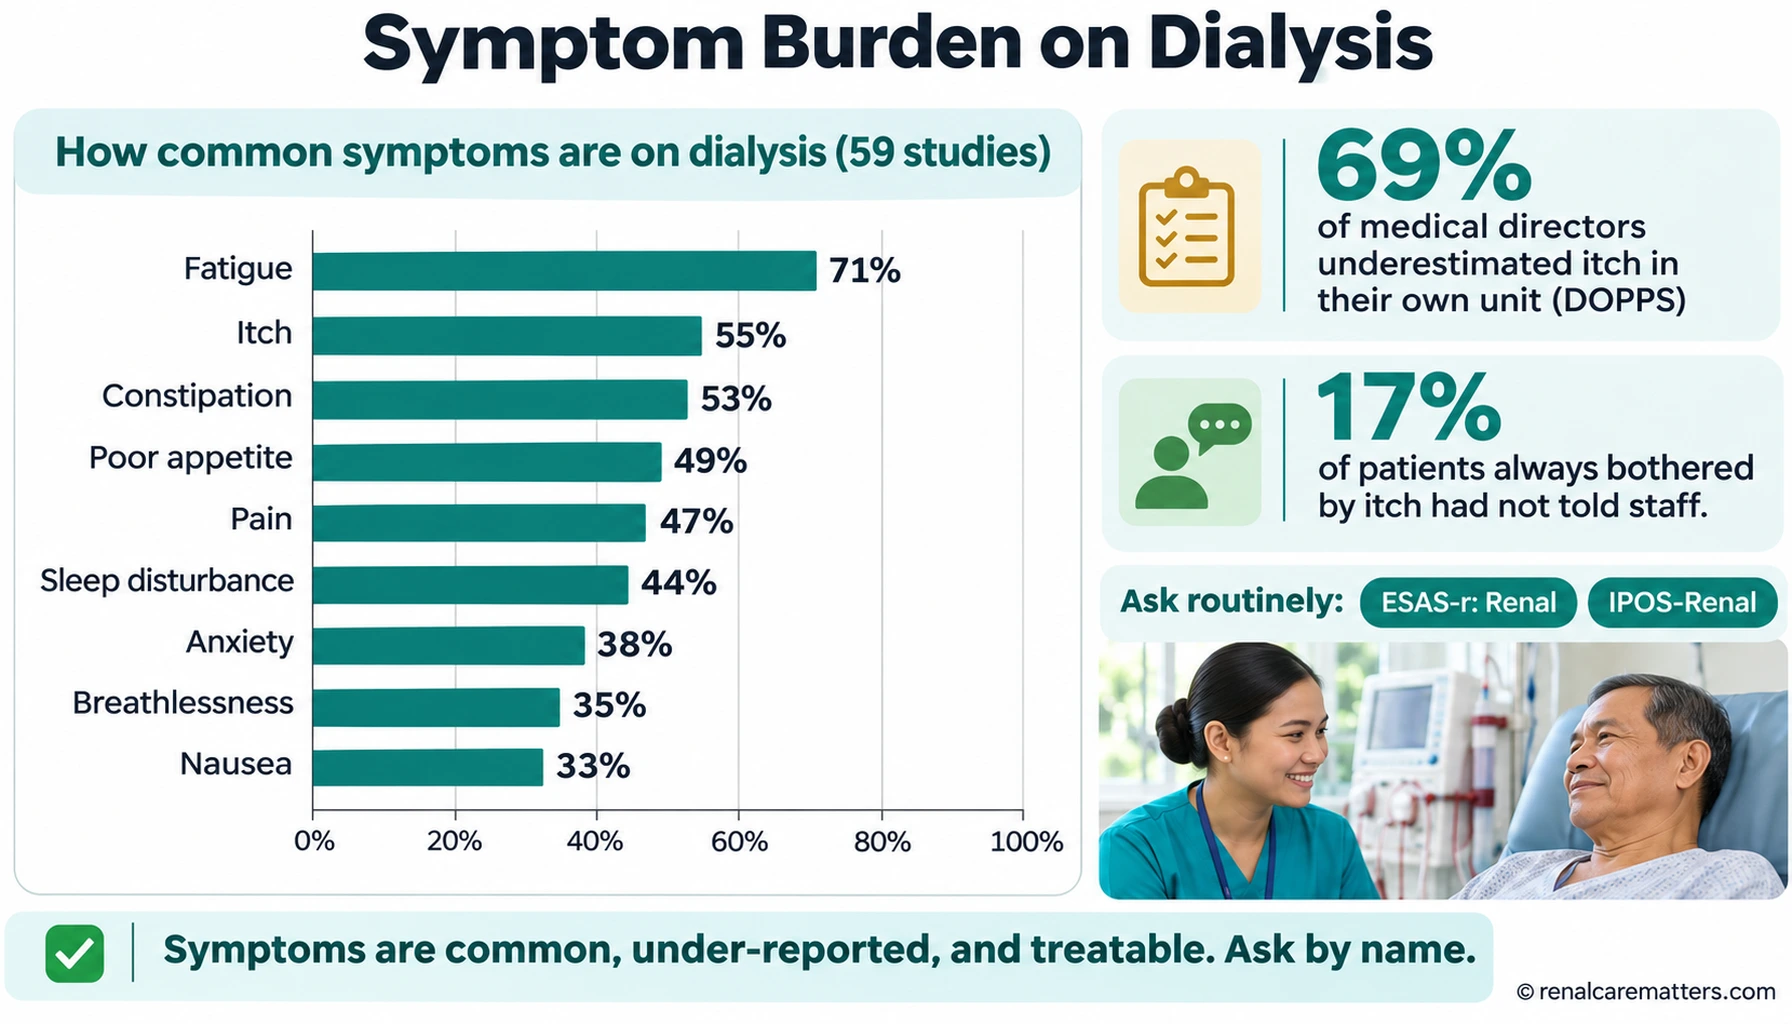 Symptom Burden on Dialysis
How common symptoms are on dialysis (59 studies)
Fatigue 71%
Itch 55%
Constipation 53%
Poor appetite 49%
Pain 47%
Sleep disturbance 44%
Anxiety 38%
Breathlessness 35%
Nausea 33%
0% 20% 40% 60% 80% 100%
69%
of medical directors
underestimated itch in
their own unit (DOPPS)
17%
of patients always bothered
by itch had not told staff.
Ask routinely: ESAS-r: Renal IPOS-Renal
Symptoms are common, under-reported, and treatable. Ask by name.
© renalcarematters.com